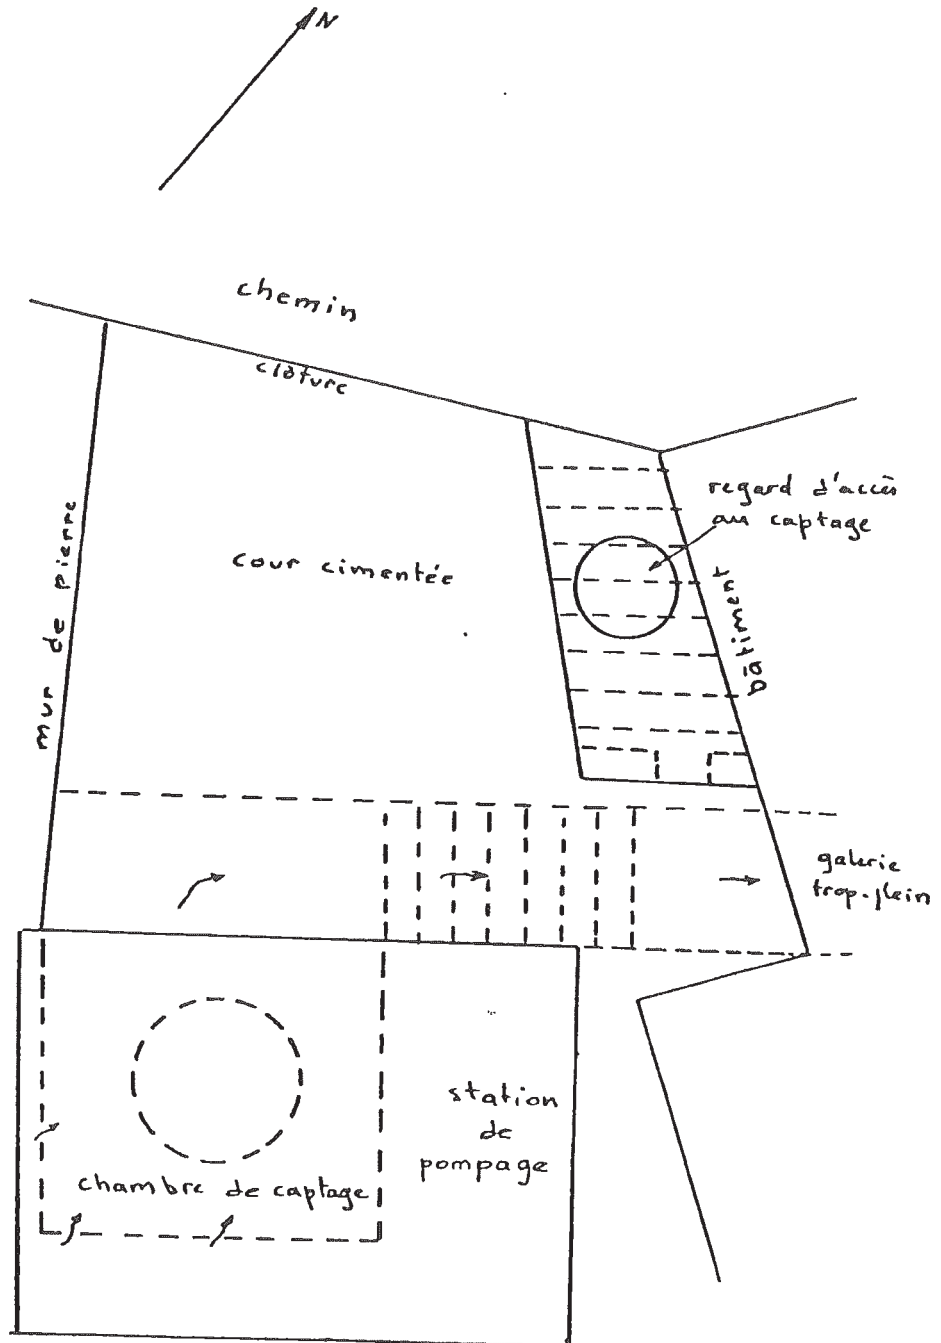 N
chemin
clôture
regard d'accès
au captage
cour cimentée
mur de pierre
bâtiment
galerie
trop-plein
station
de
pompage
chambre de captage